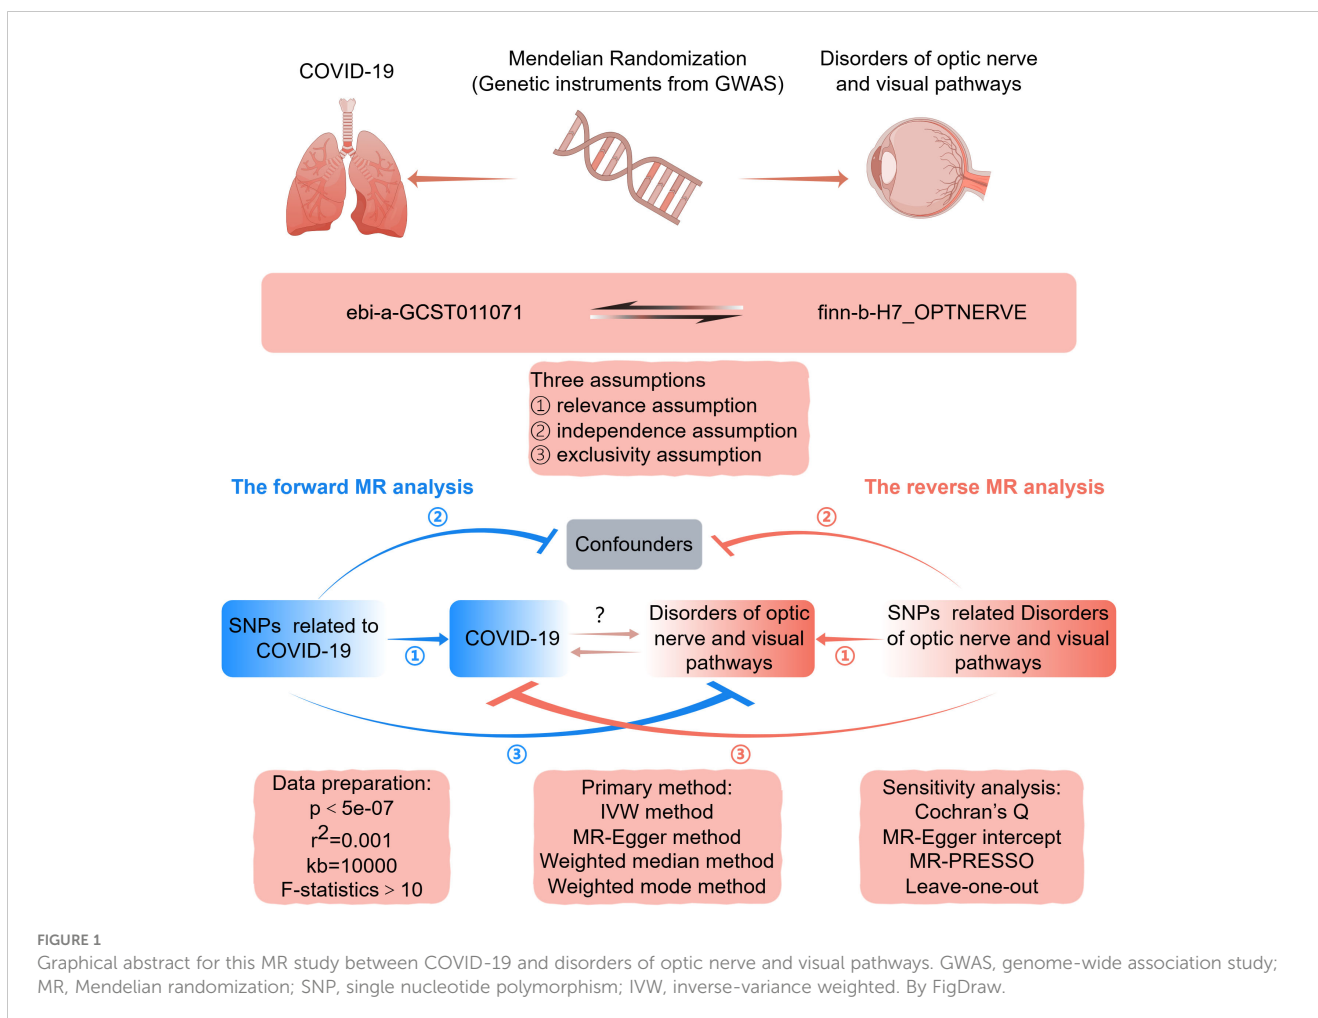 COVID-19
Mendelian Randomization
(Genetic instruments from GWAS)
Disorders of optic nerve
and visual pathways
ebi-a-GCST011071
finn-b-H7_OPTNERVE
Three assumptions
① relevance assumption
② independence assumption
③ exclusivity assumption
The forward MR analysis
The reverse MR analysis
②
②
Confounders
SNPs related to
COVID-19
①
COVID-19
?
Disorders of optic
nerve and visual
pathways
①
SNPs related Disorders
of optic nerve and visual
pathways
③
③
Data preparation:
p < 5e-07
r²=0.001
kb=10000
F-statistics > 10
Primary method:
IVW method
MR-Egger method
Weighted median method
Weighted mode method
Sensitivity analysis:
Cochran's Q
MR-Egger intercept
MR-PRESSO
Leave-one-out
FIGURE 1
Graphical abstract for this MR study between COVID-19 and disorders of optic nerve and visual pathways. GWAS, genome-wide association study;
MR, Mendelian randomization; SNP, single nucleotide polymorphism; IVW, inverse-variance weighted. By FigDraw.